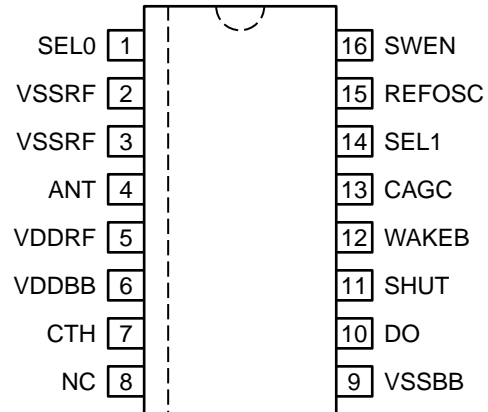 SEL0 1 16 SWEN
VSSRF 2 15 REFOSC
VSSRF 3 14 SEL1
ANT 4 13 CAGC
VDDRF 5 12 WAKEB
VDDBB 6 11 SHUT
CTH 7 10 DO
NC 8 9 VSSBB